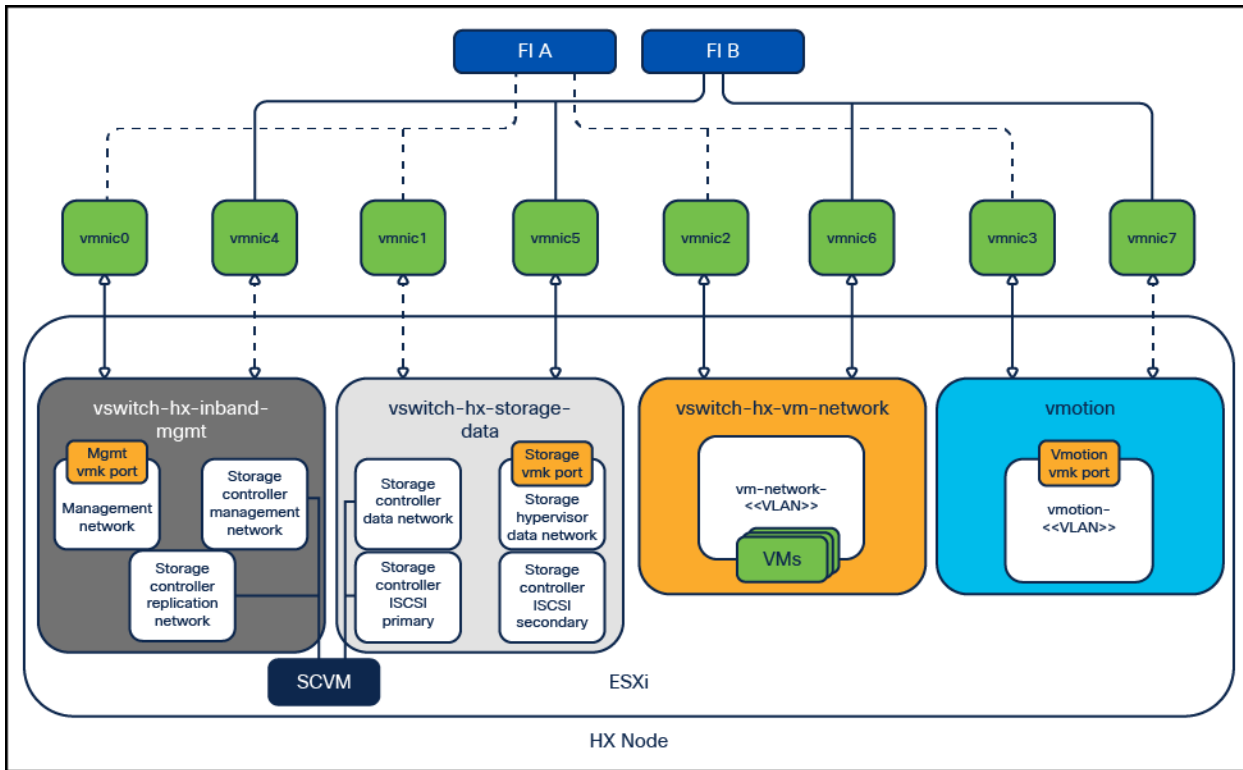 FI A
FI B
vmnic0
vmnic4
vmnic1
vmnic5
vmnic2
vmnic6
vmnic3
vmnic7
vswitch-hx-inband-
mgmt
Mgmt
vmk port
Management
network
Storage
controller
management
network
Storage
controller
replication
network
vswitch-hx-storage-
data
Storage
controller
data network
Storage
vmk port
Storage
hypervisor
data network
Storage
controller
ISCSI
primary
Storage
controller
ISCSI
secondary
vswitch-hx-vm-network
vm-network-
<<VLAN>>
VMs
vmotion
Vmotion
vmk port
vmotion-
<<VLAN>>
SCVM
ESXi
HX Node